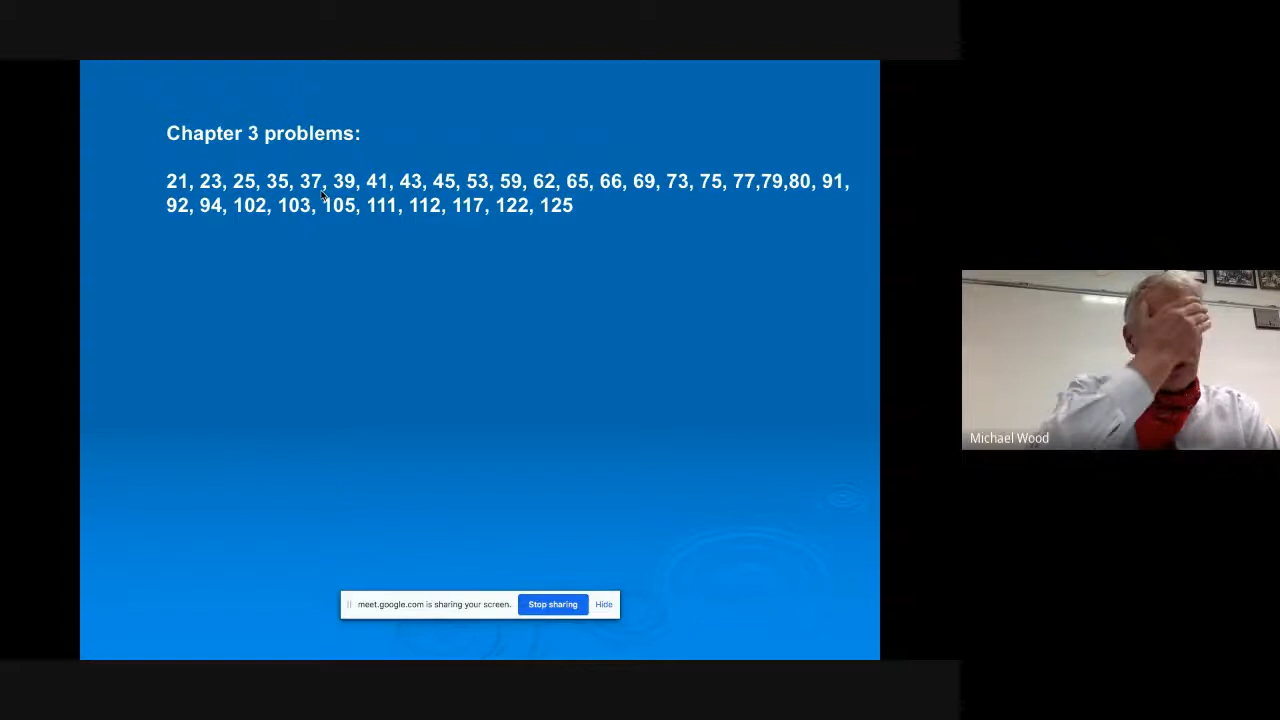 Chapter 3 problems:
21, 23, 25, 35, 37, 39, 41, 43, 45, 53, 59, 62, 65, 66, 69, 73, 75, 77,79,80, 91,
92, 94, 102, 103, 105, 111, 112, 117, 122, 125
Michael Wood
meet.google.com is sharing your screen. Stop sharing Hide